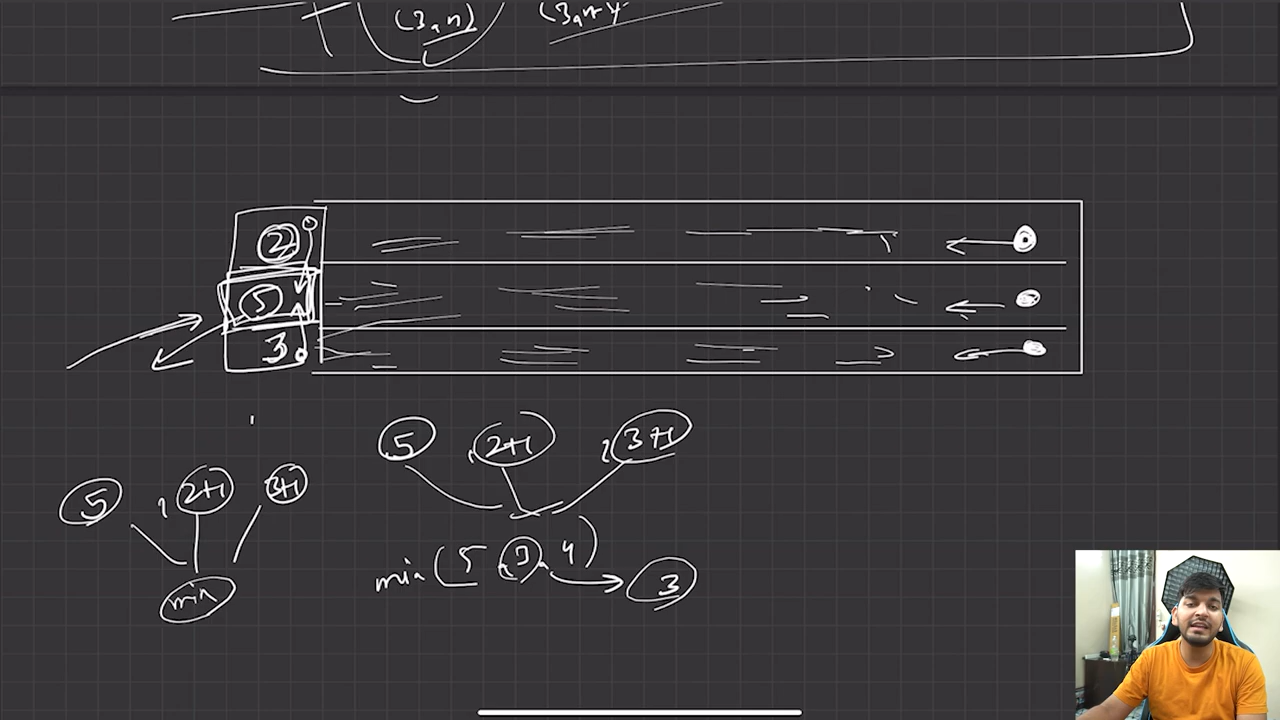 (3,n)
2
5
3
5 , 2+1 , 3+1
5 , 2+1 3+1
min
min(5, 3, 4) → 3